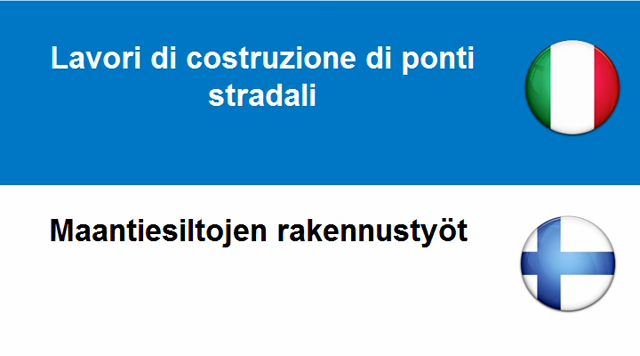 Lavori di costruzione di ponti
stradali
Maantiesiltojen rakennustyöt